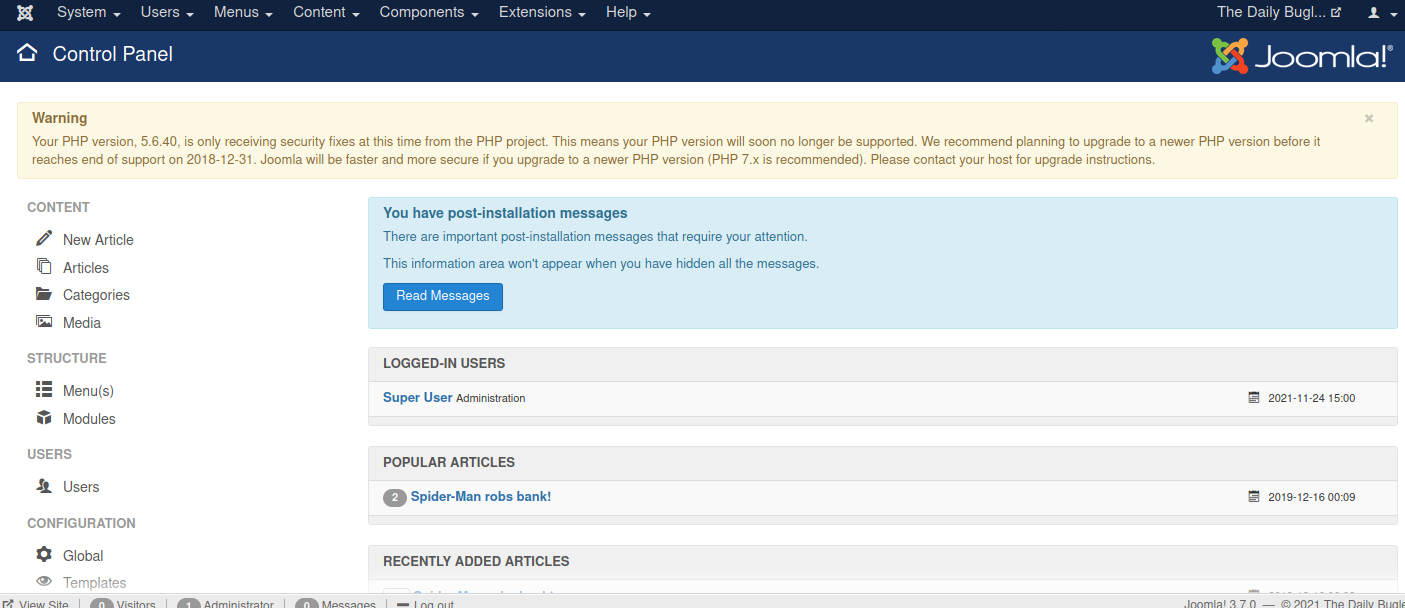 System Users Menus Content Components Extensions Help The Daily Bugl...
Control Panel Joomla!®
Warning ×
Your PHP version, 5.6.40, is only receiving security fixes at this time from the PHP project. This means your PHP version will soon no longer be supported. We recommend planning to upgrade to a newer PHP version before it
reaches end of support on 2018-12-31. Joomla will be faster and more secure if you upgrade to a newer PHP version (PHP 7.x is recommended). Please contact your host for upgrade instructions.
CONTENT
New Article
Articles
Categories
Media
STRUCTURE
Menu(s)
Modules
USERS
Users
CONFIGURATION
Global
Templates
You have post-installation messages
There are important post-installation messages that require your attention.
This information area won't appear when you have hidden all the messages.
Read Messages
LOGGED-IN USERS
Super User Administration 2021-11-24 15:00
POPULAR ARTICLES
2 Spider-Man robs bank! 2019-12-16 00:09
RECENTLY ADDED ARTICLES
View Site 0 Visitors 1 Administrator 0 Messages Log out Joomla! 3.7.0 — © 2021 The Daily Bugle